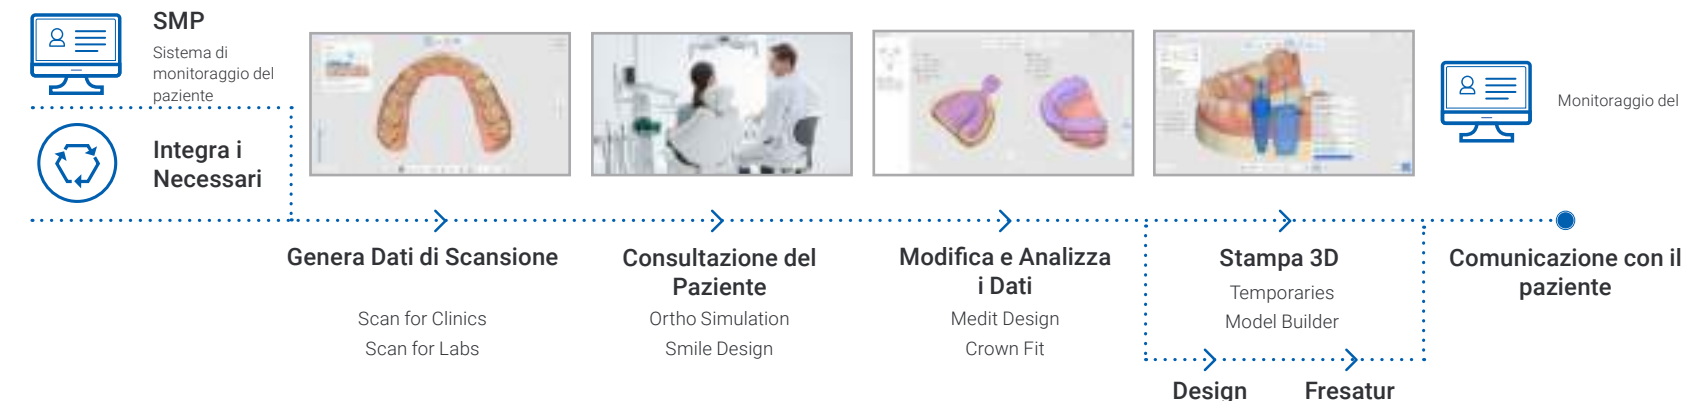 SMP
Sistema di
monitoraggio del
paziente
Integra i
Necessari
Monitoraggio del
Genera Dati di Scansione
Scan for Clinics
Scan for Labs
Consultazione del
Paziente
Ortho Simulation
Smile Design
Modifica e Analizza
i Dati
Medit Design
Crown Fit
Stampa 3D
Temporaries
Model Builder
Design
Fresatur
Comunicazione con il
paziente